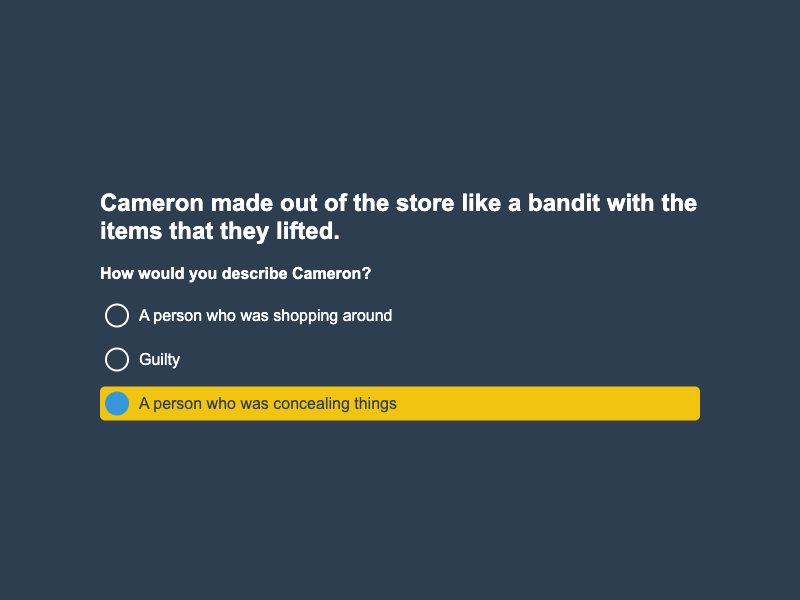 Cameron made out of the store like a bandit with the
items that they lifted.
How would you describe Cameron?
A person who was shopping around
Guilty
A person who was concealing things